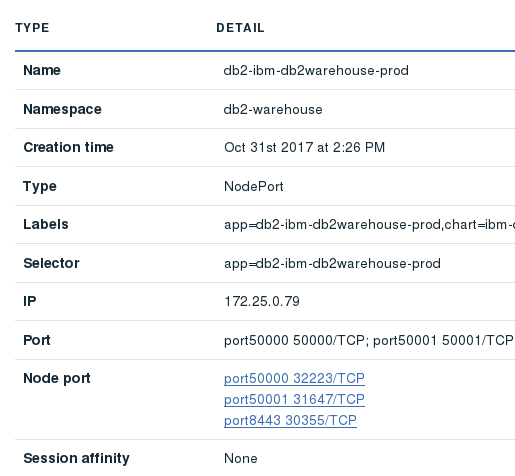 TYPE DETAIL
Name db2-ibm-db2warehouse-prod
Namespace db2-warehouse
Creation time Oct 31st 2017 at 2:26 PM
Type NodePort
Labels app=db2-ibm-db2warehouse-prod,chart=ibm-
Selector app=db2-ibm-db2warehouse-prod
IP 172.25.0.79
Port port50000 50000/TCP; port50001 50001/TCP
Node port port50000 32223/TCP
port50001 31647/TCP
port8443 30355/TCP
Session affinity None